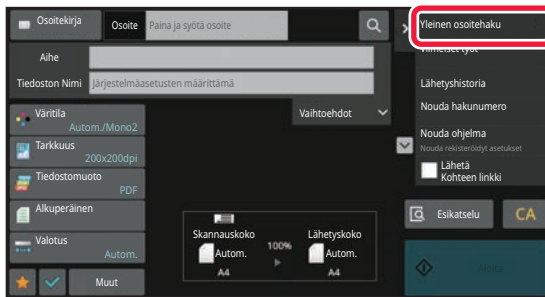 Osoitekirja
Osoite
Paina ja syötä osoite
Yleinen osoitehaku
Viimeiset työt
Aihe
Tiedoston Nimi
Järjestelmäasetusten määrittämä
Lähetyshistoria
Nouda hakunumero
Väritila
Autom./Mono2
Vaihtoehdot
Nouda ohjelma
Nouda rekisteröidyt asetukset
Tarkkuus
200x200dpi
Lähetä
Kohteen linkki
Tiedostomuoto
PDF
Alkuperäinen
Esikatselu
CA
Skannauskoko
Autom.
A4
100%
Lähetyskoko
Autom.
A4
Valotus
Autom.
Muut
Aloita